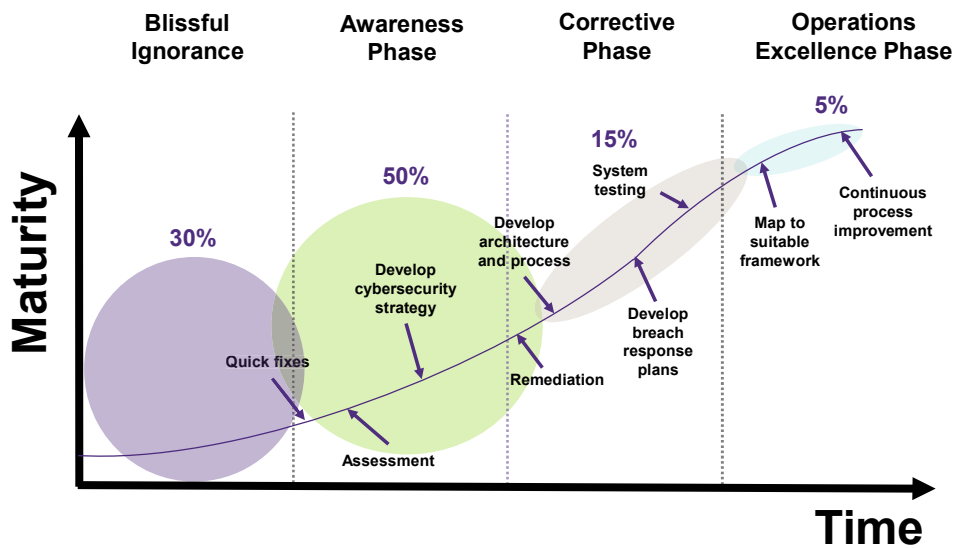 Blissful
Ignorance
Awareness
Phase
Corrective
Phase
Operations
Excellence Phase
5%
15%
System
testing
50%
Continuous
process
improvement
Map to
suitable
framework
Develop
architecture
and process
30%
Develop
cybersecurity
strategy
Develop
breach
response
plans
Quick fixes
Remediation
Assessment
Maturity
Time